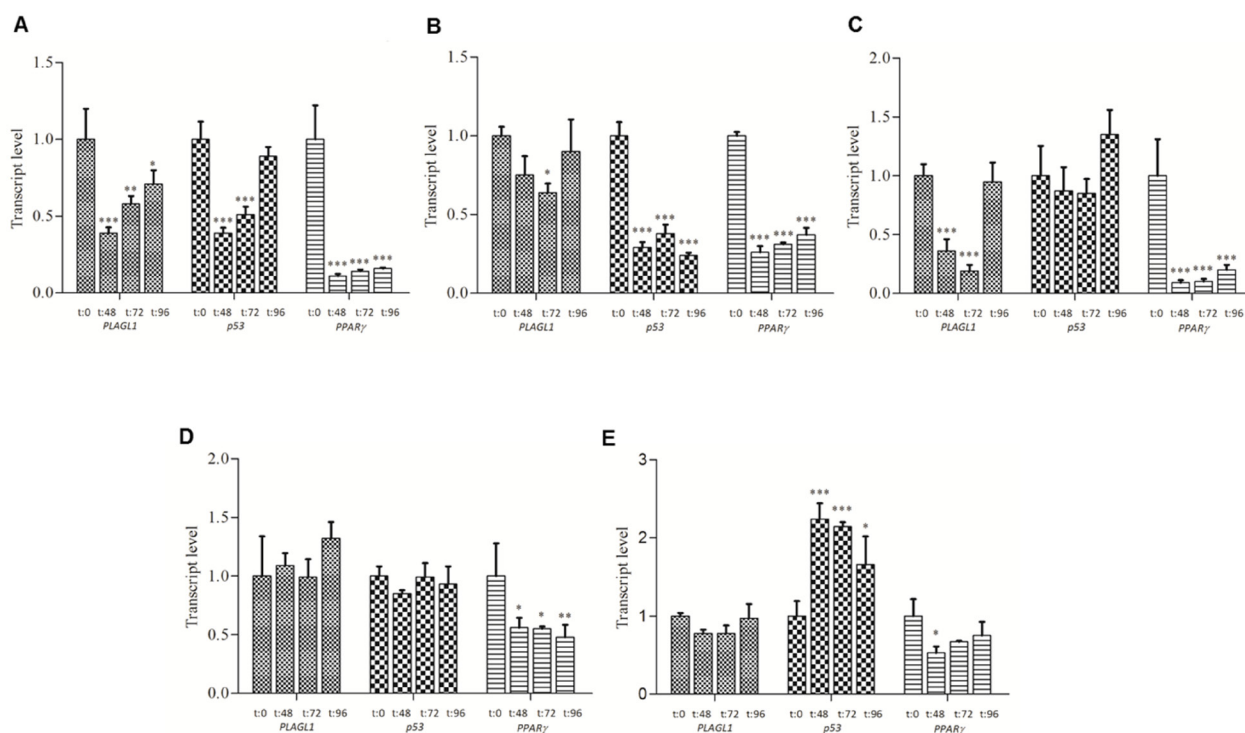 A
Transcript level
1.5
1.0
0.5
0.0
*** ** *
*** ***
*** *** ***
t:0 t:48 t:72 t:96 t:0 t:48 t:72 t:96 t:0 t:48 t:72 t:96
PLAGL1 p53 PPARγ
B
Transcript level
1.5
1.0
0.5
0.0
*
*** *** ***
*** *** ***
t:0 t:48 t:72 t:96 t:0 t:48 t:72 t:96 t:0 t:48 t:72 t:96
PLAGL1 p53 PPARγ
C
Transcript level
2.0
1.5
1.0
0.5
0.0
*** ***
*** *** ***
t:0 t:48 t:72 t:96 t:0 t:48 t:72 t:96 t:0 t:48 t:72 t:96
PLAGL1 p53 PPARγ
D
Transcript level
2.0
1.5
1.0
0.5
0.0
* * **
t:0 t:48 t:72 t:96 t:0 t:48 t:72 t:96 t:0 t:48 t:72 t:96
PLAGL1 p53 PPARγ
E
Transcript level
3
2
1
0
*** *** *
*
t:0 t:48 t:72 t:96 t:0 t:48 t:72 t:96 t:0 t:48 t:72 t:96
PLAGL1 p53 PPARγ